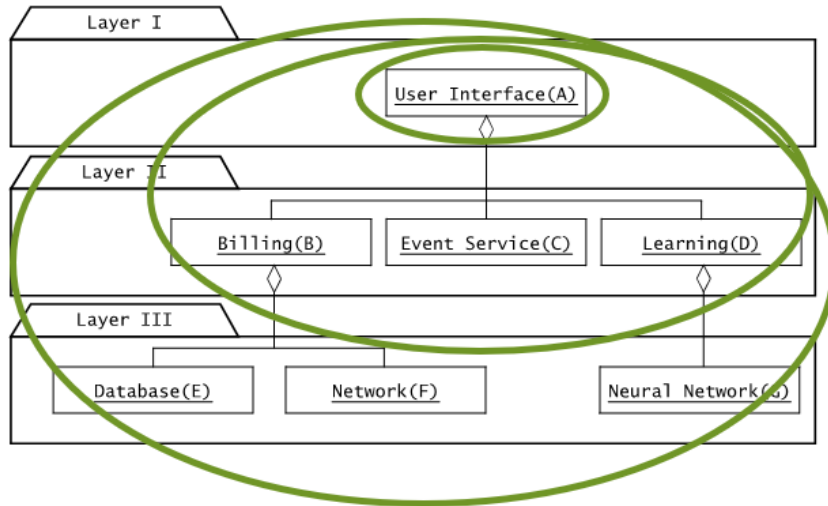 Layer I
User Interface(A)
Layer II
Billing(B)
Event Service(C)
Learning(D)
Layer III
Database(E)
Network(F)
Neural Network(G)